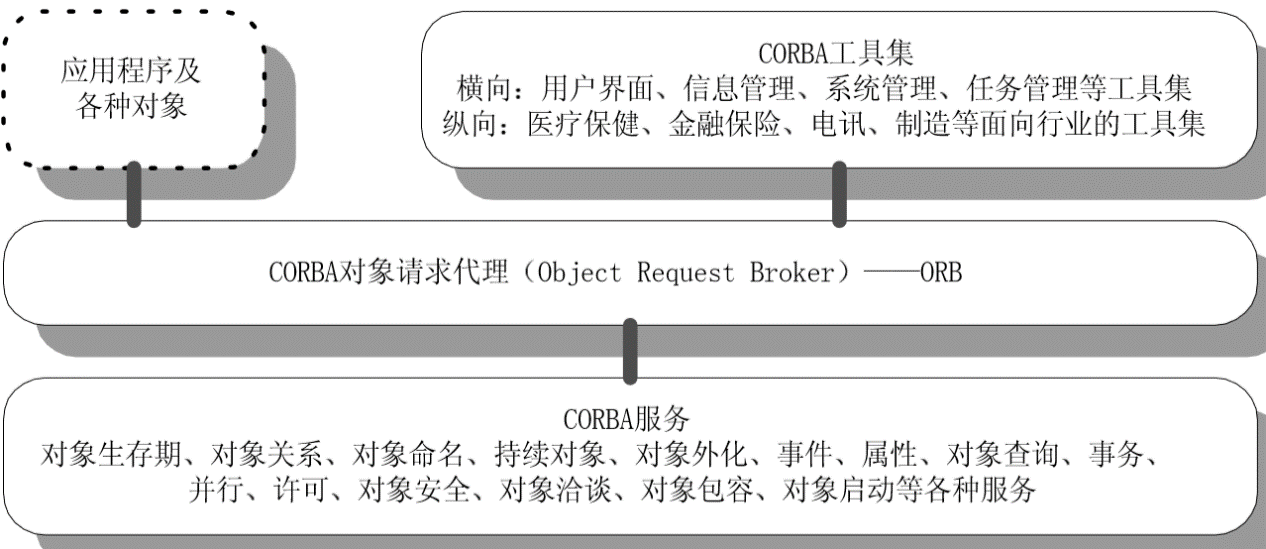 应用程序及
各种对象
CORBA工具集
横向：用户界面、信息管理、系统管理、任务管理等工具集
纵向：医疗保健、金融保险、电讯、制造等面向行业的工具集
CORBA对象请求代理（Object Request Broker）——ORB
CORBA服务
对象生存期、对象关系、对象命名、持续对象、对象外化、事件、属性、对象查询、事务、
并行、许可、对象安全、对象洽谈、对象包容、对象启动等各种服务